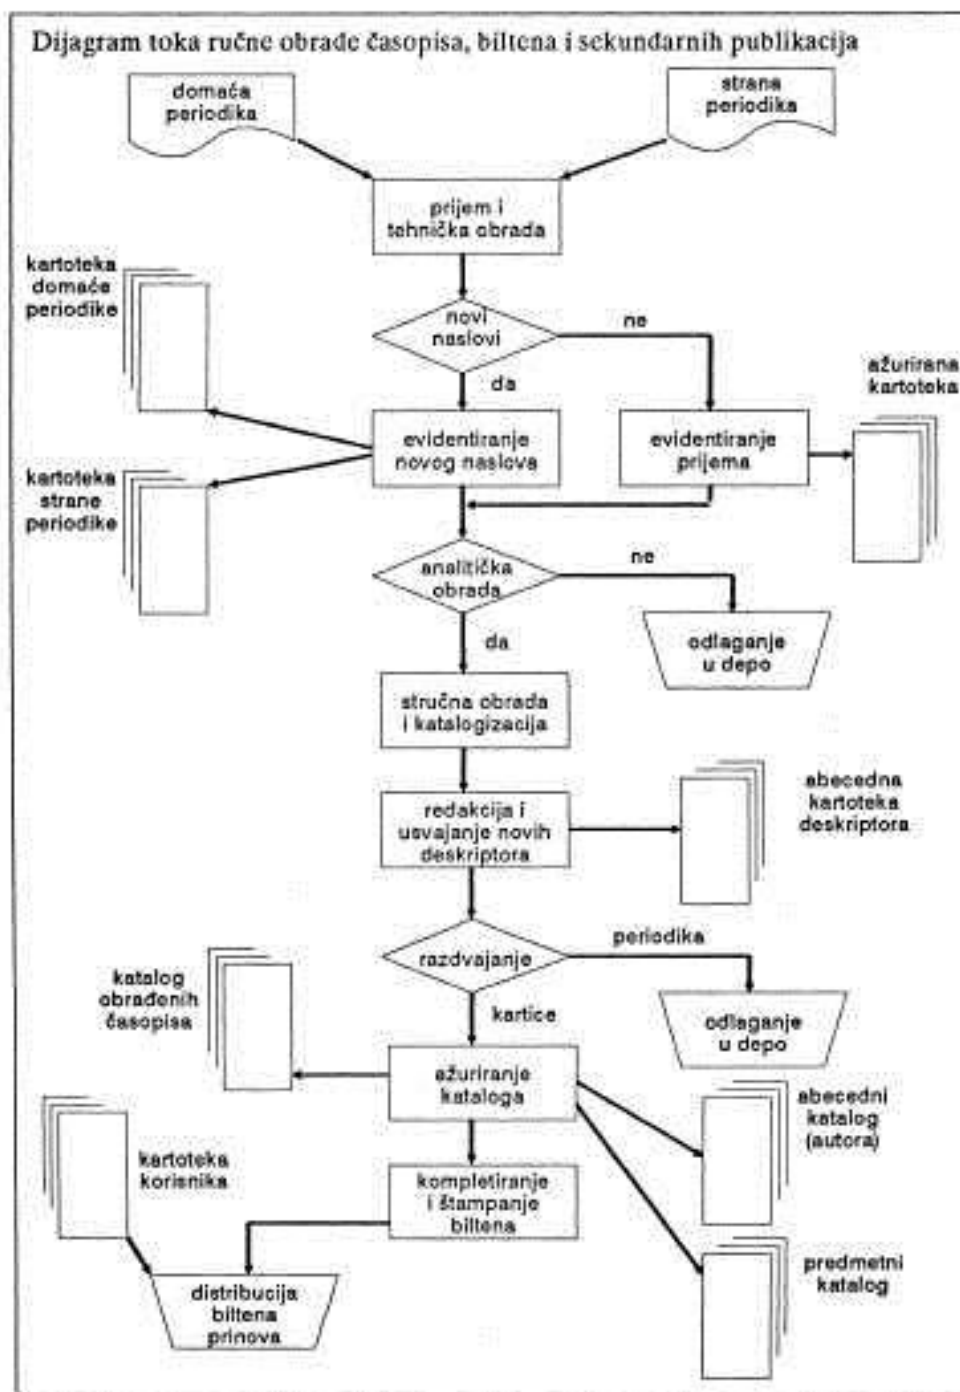 Dijagram toka ručne obrade časopisa, biltena i sekundarnih publikacija
domaća
periodika
strana
periodika
prijem i
tehnička obrada
kartoteka
domaće
periodike
novi
naslovi
ne
da
ažurirana
kartoteka
evidentiranje
novog naslova
evidentiranje
prijema
kartoteka
strane
periodike
analitička
obrada
ne
da
odlaganje
u depo
stručna obrada
i katalogizacija
redakcija i
usvajanje novih
deskriptora
abecedna
kartoteka
deskriptora
razdvajanje
periodika
kartice
katalog
obrađenih
časopisa
odlaganje
u depo
ažuriranje
kataloga
abecedni
katalog
(autora)
kartoteka
korisnika
kompletiranje
i štampanje
biltena
predmetni
katalog
distribucija
biltena
prinova